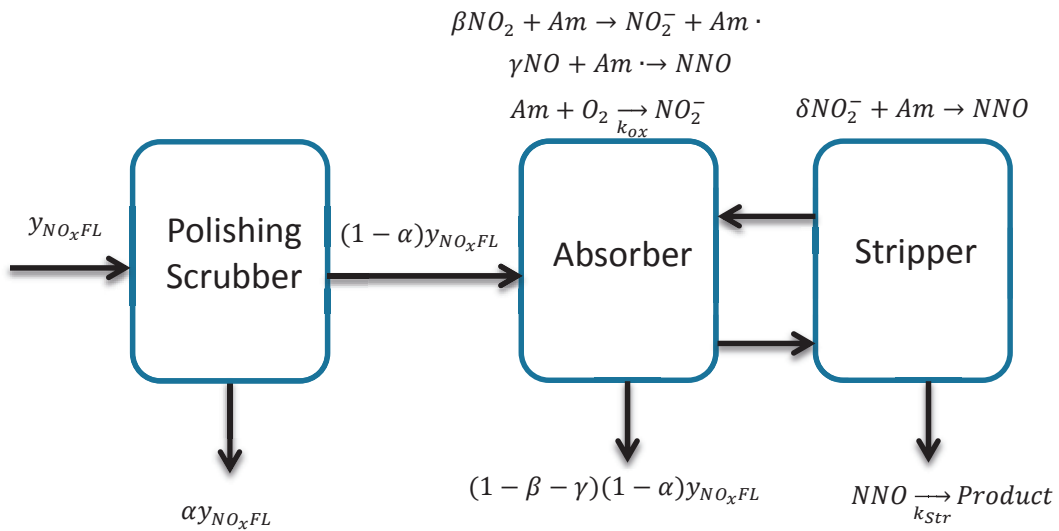 βNO₂ + Am → NO₂⁻ + Am ·
γNO + Am ·→ NNO
Am + O₂ →k_ox NO₂⁻
δNO₂⁻ + Am → NNO
y_NOₓFL
Polishing
Scrubber
(1 − α)y_NOₓFL
Absorber
Stripper
αy_NOₓFL
(1 − β − γ)(1 − α)y_NOₓFL
NNO →k_Str Product